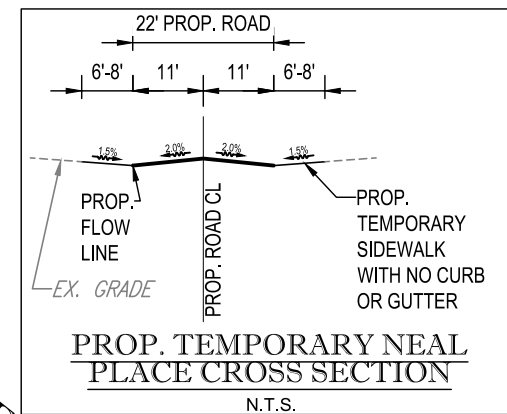 22' PROP. ROAD
6'-8' 11' 11' 6'-8'
1.5% 2.0% 2.0% 1.5%
PROP.
FLOW
LINE
PROP. ROAD CL
PROP.
TEMPORARY
SIDEWALK
WITH NO CURB
OR GUTTER
EX. GRADE
PROP. TEMPORARY NEAL
PLACE CROSS SECTION
N.T.S.